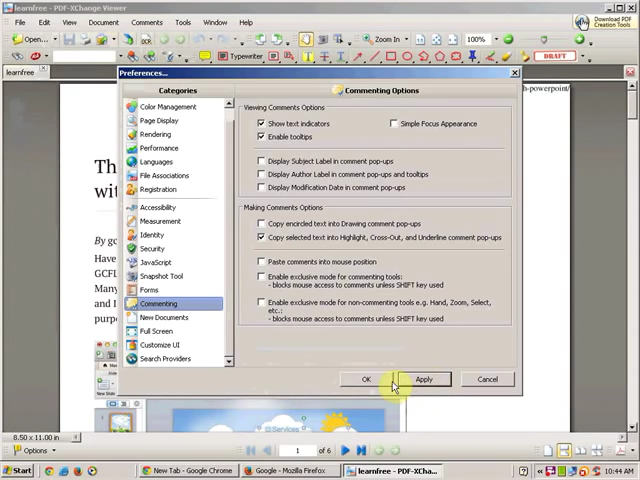 learnfree - PDF-XChange Viewer
File Edit View Document Comments Tools Window Help
Download PDF
Creation Tools
Open...
OCR
Zoom In
100%
Typewriter
DRAFT
learnfree
Preferences...
h-powerpoint/
Categories
Commenting Options
Color Management
Page Display
Rendering
Performance
Languages
File Associations
Registration
Accessibility
Measurement
Identity
Security
JavaScript
Snapshot Tool
Forms
Commenting
New Documents
Full Screen
Customize UI
Search Providers
Viewing Comments Options
Show text indicators
Simple Focus Appearance
Enable tooltips
Display Subject Label in comment pop-ups
Display Author Label in comment pop-ups and tooltips
Display Modification Date in comment pop-ups
Making Comments Options
Copy encircled text into Drawing comment pop-ups
Copy selected text into Highlight, Cross-Out, and Underline comment pop-ups
Paste comments into mouse position
Enable exclusive mode for commenting tools:
- blocks mouse access to comments unless SHIFT key used
Enable exclusive mode for non-commenting tools e.g. Hand, Zoom, Select,
etc.:
- blocks mouse access to comments unless SHIFT key used
OK
Apply
Cancel
Th
wit
By gc
Have
GCFL
Many
and I
purpo
Services
8.50 x 11.00 in
Options
1
of 6
Start
New Tab - Google Chrome
Google - Mozilla Firefox
learnfree - PDF-XCha...
10:44 AM